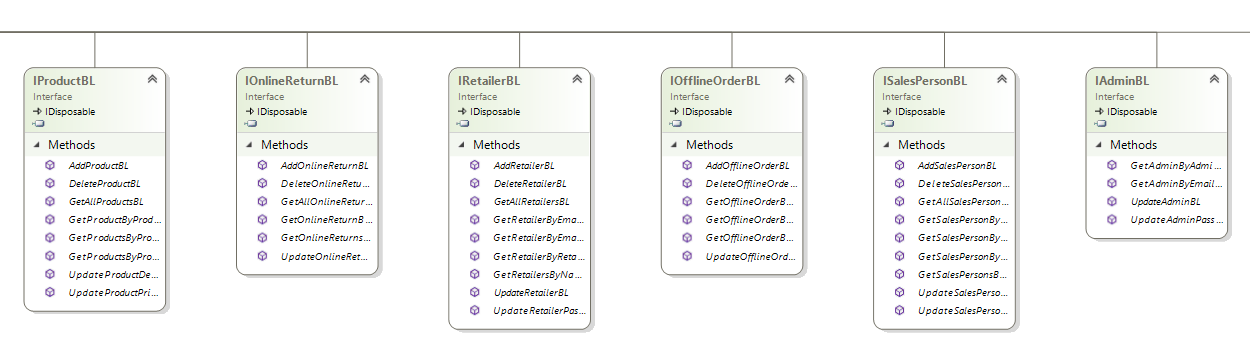 IProductBL
Interface
IDisposable
Methods
AddProductBL
DeleteProductBL
GetAllProductsBL
GetProductByProd...
GetProductsByPro...
GetProductsByPro...
UpdateProductDe...
UpdateProductPri...
IOnlineReturnBL
Interface
IDisposable
Methods
AddOnlineReturnBL
DeleteOnlineRetu...
GetAllOnlineRetur...
GetOnlineReturnB...
GetOnlineReturns...
UpdateOnlineRet...
IRetailerBL
Interface
IDisposable
Methods
AddRetailerBL
DeleteRetailerBL
GetAllRetailersBL
GetRetailerByEma...
GetRetailerByEma...
GetRetailerByReta...
GetRetailersByNa...
UpdateRetailerBL
UpdateRetailerPas...
IOfflineOrderBL
Interface
IDisposable
Methods
AddOfflineOrderBL
DeleteOfflineOrde...
GetOfflineOrderB...
GetOfflineOrderB...
GetOfflineOrderB...
UpdateOfflineOrd...
ISalesPersonBL
Interface
IDisposable
Methods
AddSalesPersonBL
DeleteSalesPerson...
GetAllSalesPerson...
GetSalesPersonBy...
GetSalesPersonBy...
GetSalesPersonBy...
GetSalesPersonsB...
UpdateSalesPerso...
UpdateSalesPerso...
IAdminBL
Interface
IDisposable
Methods
GetAdminByAdmi...
GetAdminByEmail...
UpdateAdminBL
UpdateAdminPass...